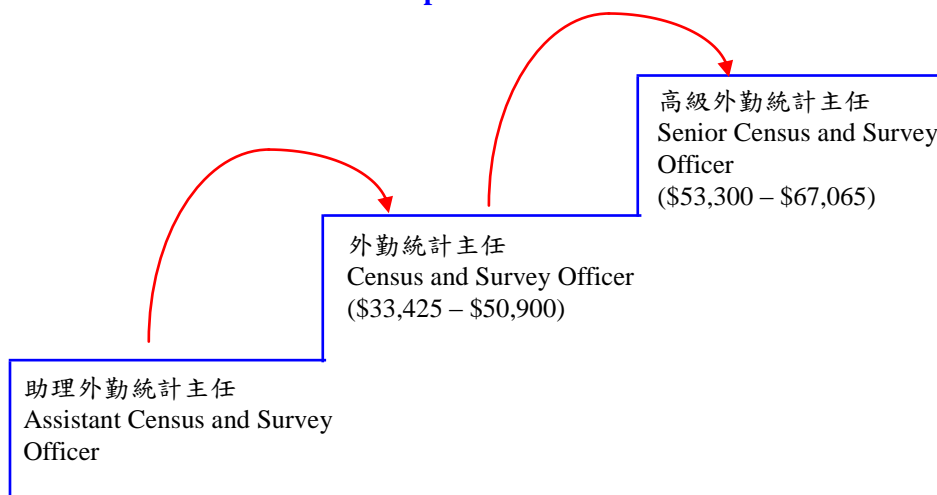 高級外勤統計主任
Senior Census and Survey
Officer
($53,300 – $67,065)
外勤統計主任
Census and Survey Officer
($33,425 – $50,900)
助理外勤統計主任
Assistant Census and Survey
Officer